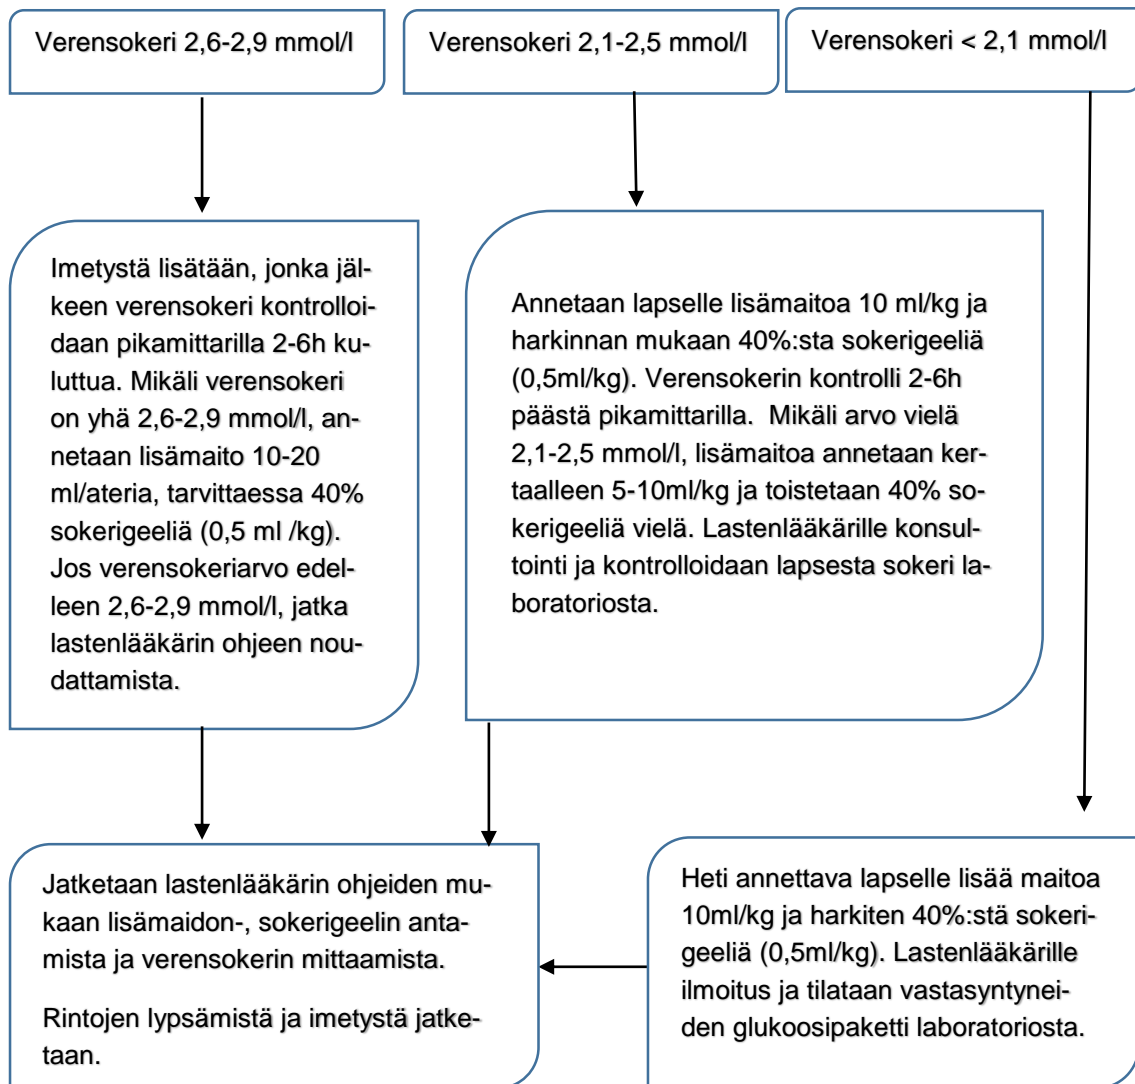 Verensokeri 2,6-2,9 mmol/l
Verensokeri 2,1-2,5 mmol/l
Verensokeri < 2,1 mmol/l
Imetystä lisätään, jonka jäl-
keen verensokeri kontrolloi-
daan pikamittarilla 2-6h ku-
luttua. Mikäli verensokeri
on yhä 2,6-2,9 mmol/l, an-
netaan lisämaito 10-20
ml/ateria, tarvittaessa 40%
sokerigeeliä (0,5 ml /kg).
Jos verensokeriarvo edel-
leen 2,6-2,9 mmol/l, jatka
lastenlääkärin ohjeen nou-
dattamista.
Annetaan lapselle lisämaitoa 10 ml/kg ja
harkinnan mukaan 40%:sta sokerigeeliä
(0,5ml/kg). Verensokerin kontrolli 2-6h
päästä pikamittarilla. Mikäli arvo vielä
2,1-2,5 mmol/l, lisämaitoa annetaan ker-
taalleen 5-10ml/kg ja toistetaan 40% so-
kerigeeliä vielä. Lastenlääkärille konsul-
tointi ja kontrolloidaan lapsesta sokeri la-
boratoriosta.
Jatketaan lastenlääkärin ohjeiden mu-
kaan lisämaidon-, sokerigeelin anta-
mista ja verensokerin mittaamista.
Rintojen lypsämistä ja imetystä jatke-
taan.
Heti annettava lapselle lisää maitoa
10ml/kg ja harkiten 40%:stä sokeri-
geeliä (0,5ml/kg). Lastenlääkärille
ilmoitus ja tilataan vastasyntynei-
den glukoosipaketti laboratoriosta.